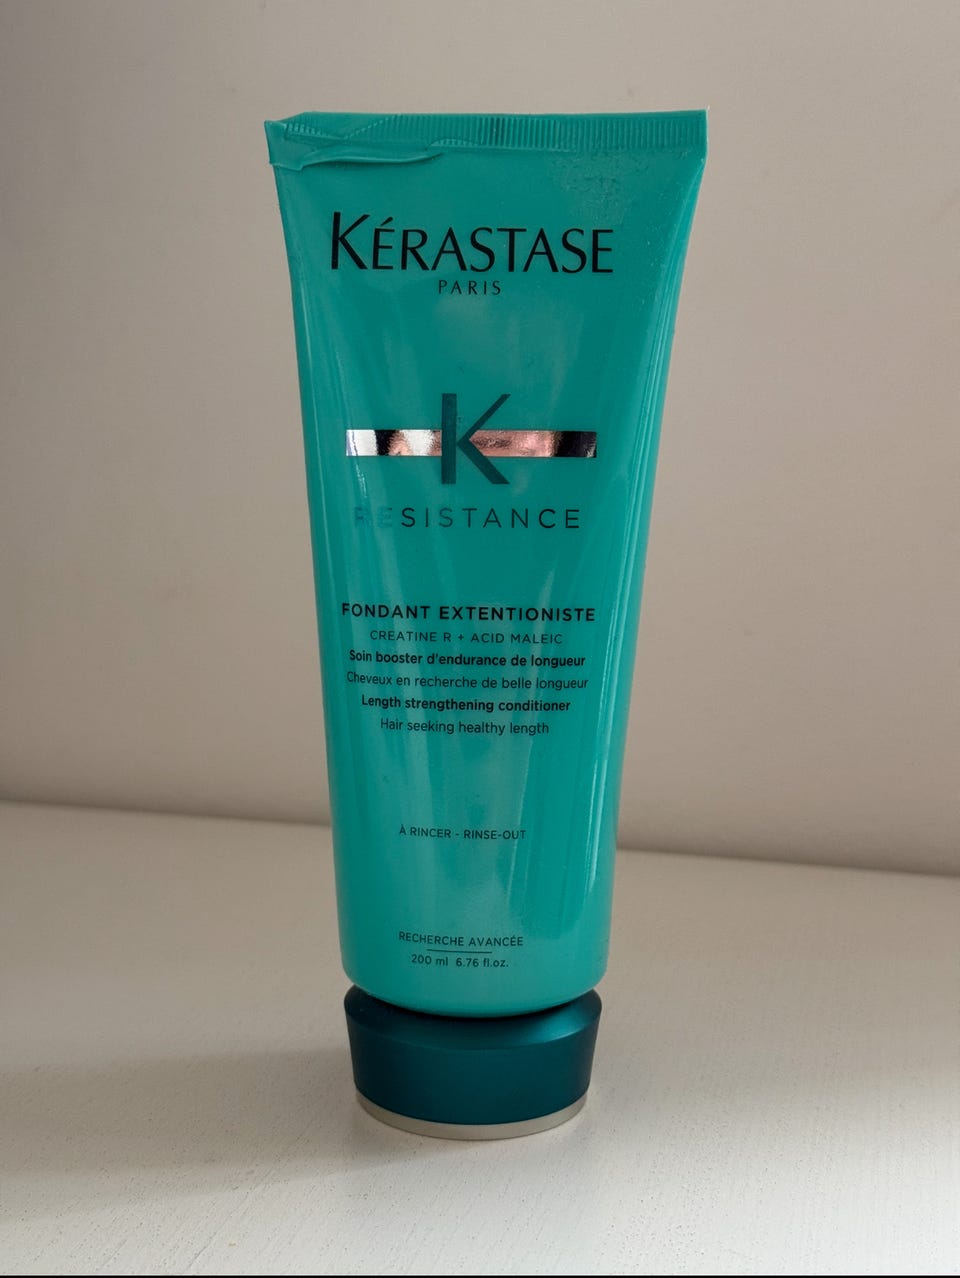 KÉRASTASE
PARIS
K
RESISTANCE
FONDANT EXTENTIONISTE
CREATINE R + ACID MALEIC
Soin booster d'endurance de longueur
Cheveux en recherche de belle longueur
Length strengthening conditioner
Hair seeking healthy length
À RINCER - RINSE-OUT
RECHERCHE AVANCÉE
200 ml 6.76 fl.oz.